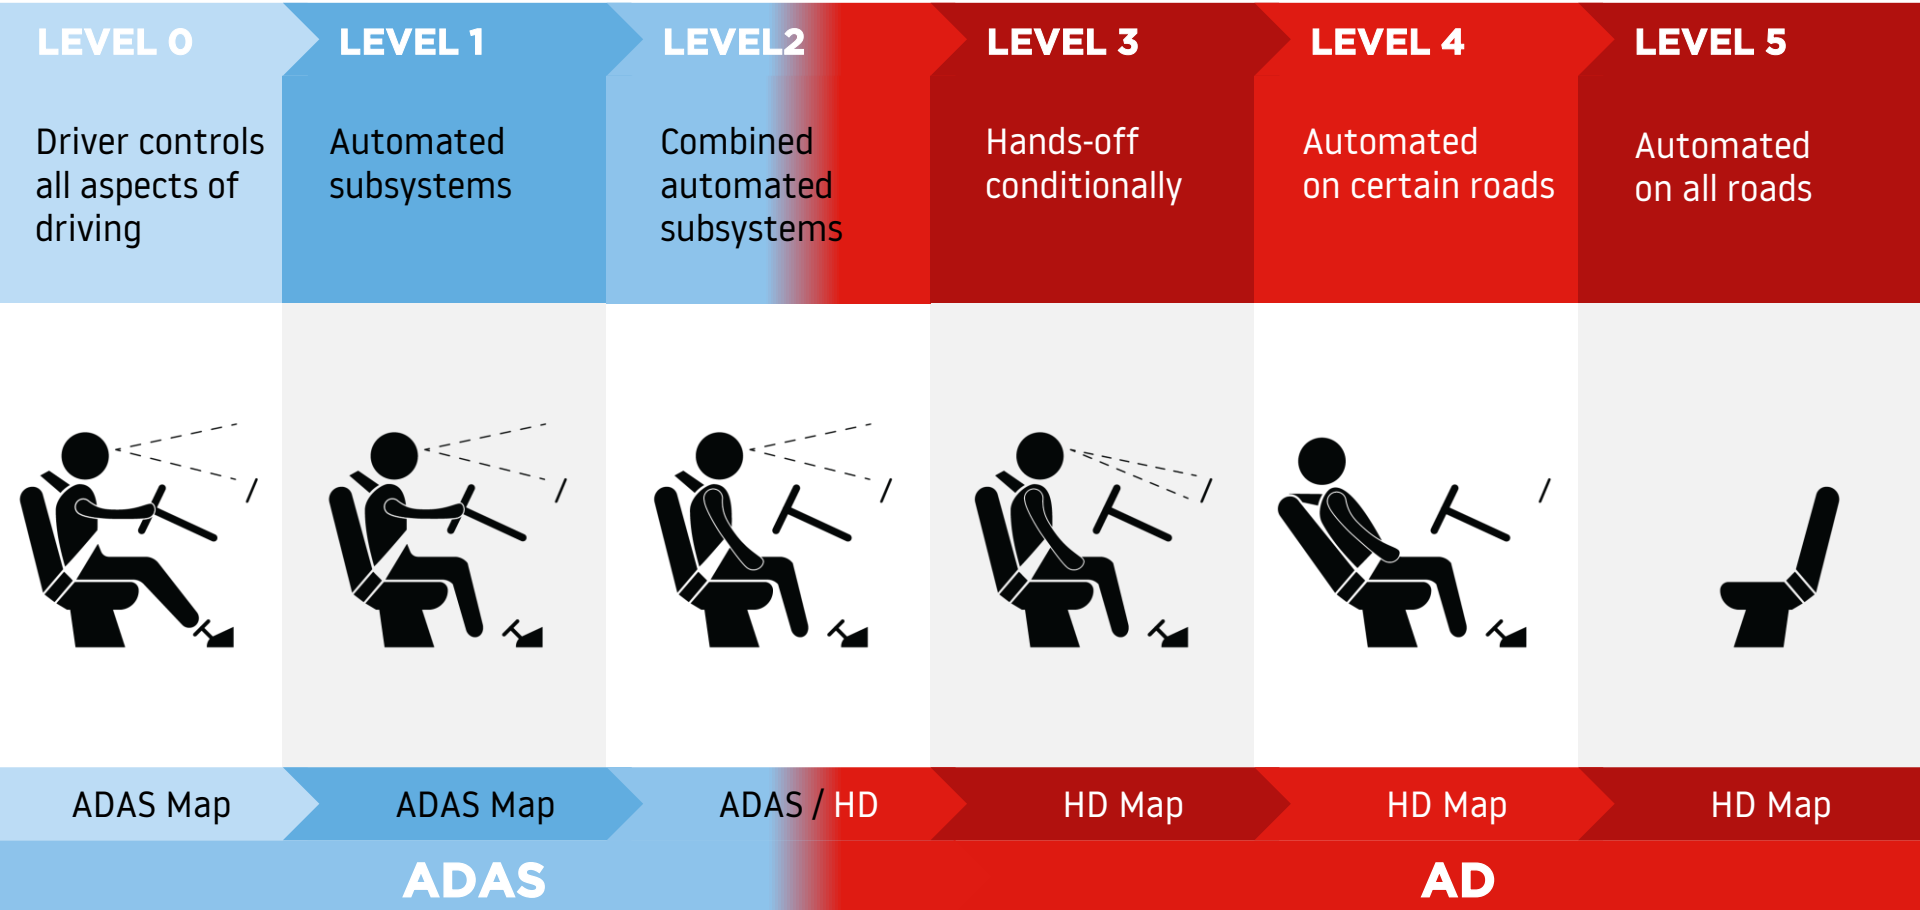 LEVEL 0
LEVEL 1
LEVEL2
LEVEL 3
LEVEL 4
LEVEL 5
Driver controls
all aspects of
driving
Automated
subsystems
Combined
automated
subsystems
Hands-off
conditionally
Automated
on certain roads
Automated
on all roads
ADAS Map
ADAS Map
ADAS / HD
HD Map
HD Map
HD Map
ADAS
AD